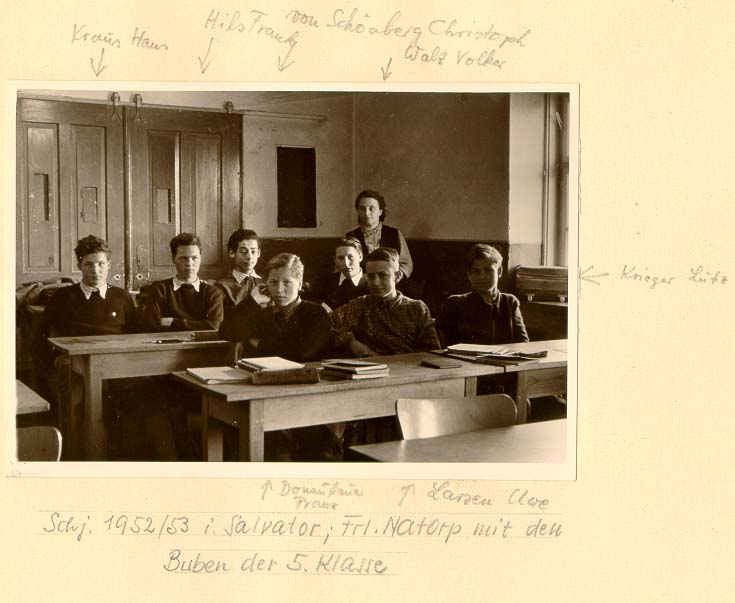 Kraus Hans
Hils Frank
von Schönberg Christoph
Walz Volker
Krieger Lutz
Donaubauer
Franz
Larsen Uwe
Schj. 1952/53 i. Salvator; Frl. Natorp mit den
Buben der 5. Klasse